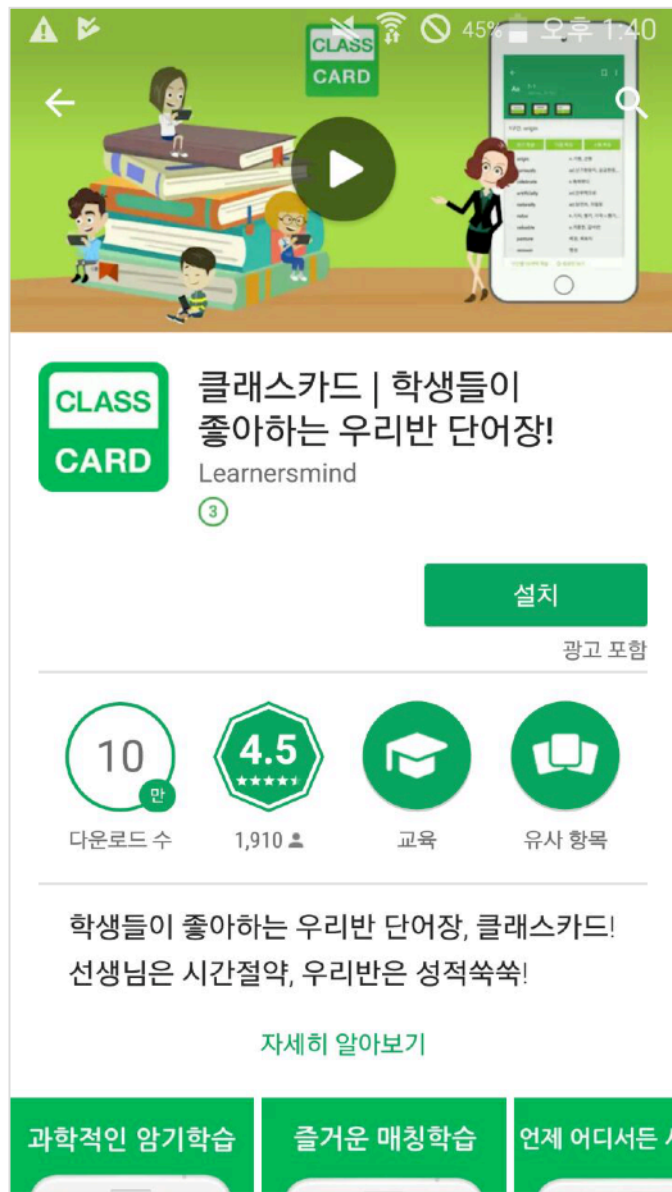 45% 오후 1:40
CLASS
CARD
CLASS
CARD
클래스카드 | 학생들이
좋아하는 우리반 단어장!
Learnersmind
3
설치
광고 포함
10
만
4.5
다운로드 수
1,910
교육
유사 항목
학생들이 좋아하는 우리반 단어장, 클래스카드!
선생님은 시간절약, 우리반은 성적쑥쑥!
자세히 알아보기
과학적인 암기학습
즐거운 매칭학습
언제 어디서든